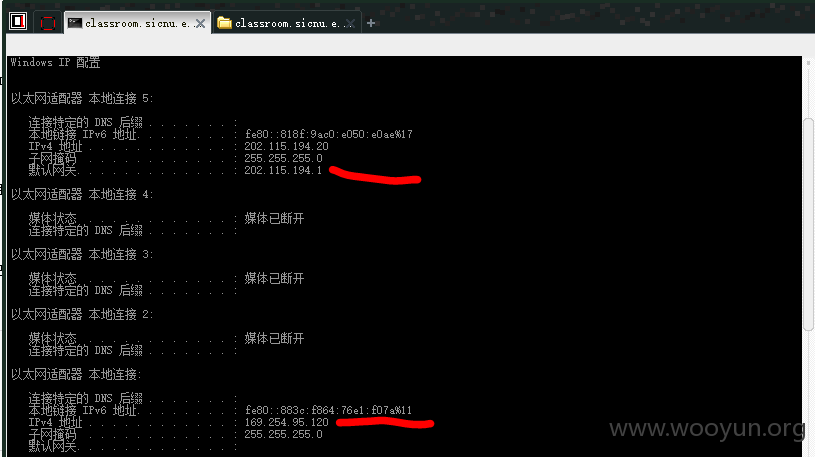 classroom.sicnu.e... classroom.sicnu.e...
Windows IP 配置
以太网适配器 本地连接 5:
连接特定的 DNS 后缀 . . . . . . . :
本地链接 IPv6 地址. . . . . . . . : fe80::818f:9ac0:e050:e0ae%17
IPv4 地址 . . . . . . . . . . . . : 202.115.194.20
子网掩码 . . . . . . . . . . . . : 255.255.255.0
默认网关. . . . . . . . . . . . . : 202.115.194.1
以太网适配器 本地连接 4:
媒体状态 . . . . . . . . . . . . : 媒体已断开
连接特定的 DNS 后缀 . . . . . . . :
以太网适配器 本地连接 3:
媒体状态 . . . . . . . . . . . . : 媒体已断开
连接特定的 DNS 后缀 . . . . . . . :
以太网适配器 本地连接 2:
媒体状态 . . . . . . . . . . . . : 媒体已断开
连接特定的 DNS 后缀 . . . . . . . :
以太网适配器 本地连接:
连接特定的 DNS 后缀 . . . . . . . :
本地链接 IPv6 地址. . . . . . . . : fe80::883c:f864:76e1:f07a%11
IPv4 地址 . . . . . . . . . . . . : 169.254.95.120
子网掩码 . . . . . . . . . . . . : 255.255.255.0
默认网关. . . . . . . . . . . . . :
www.wooyun.org